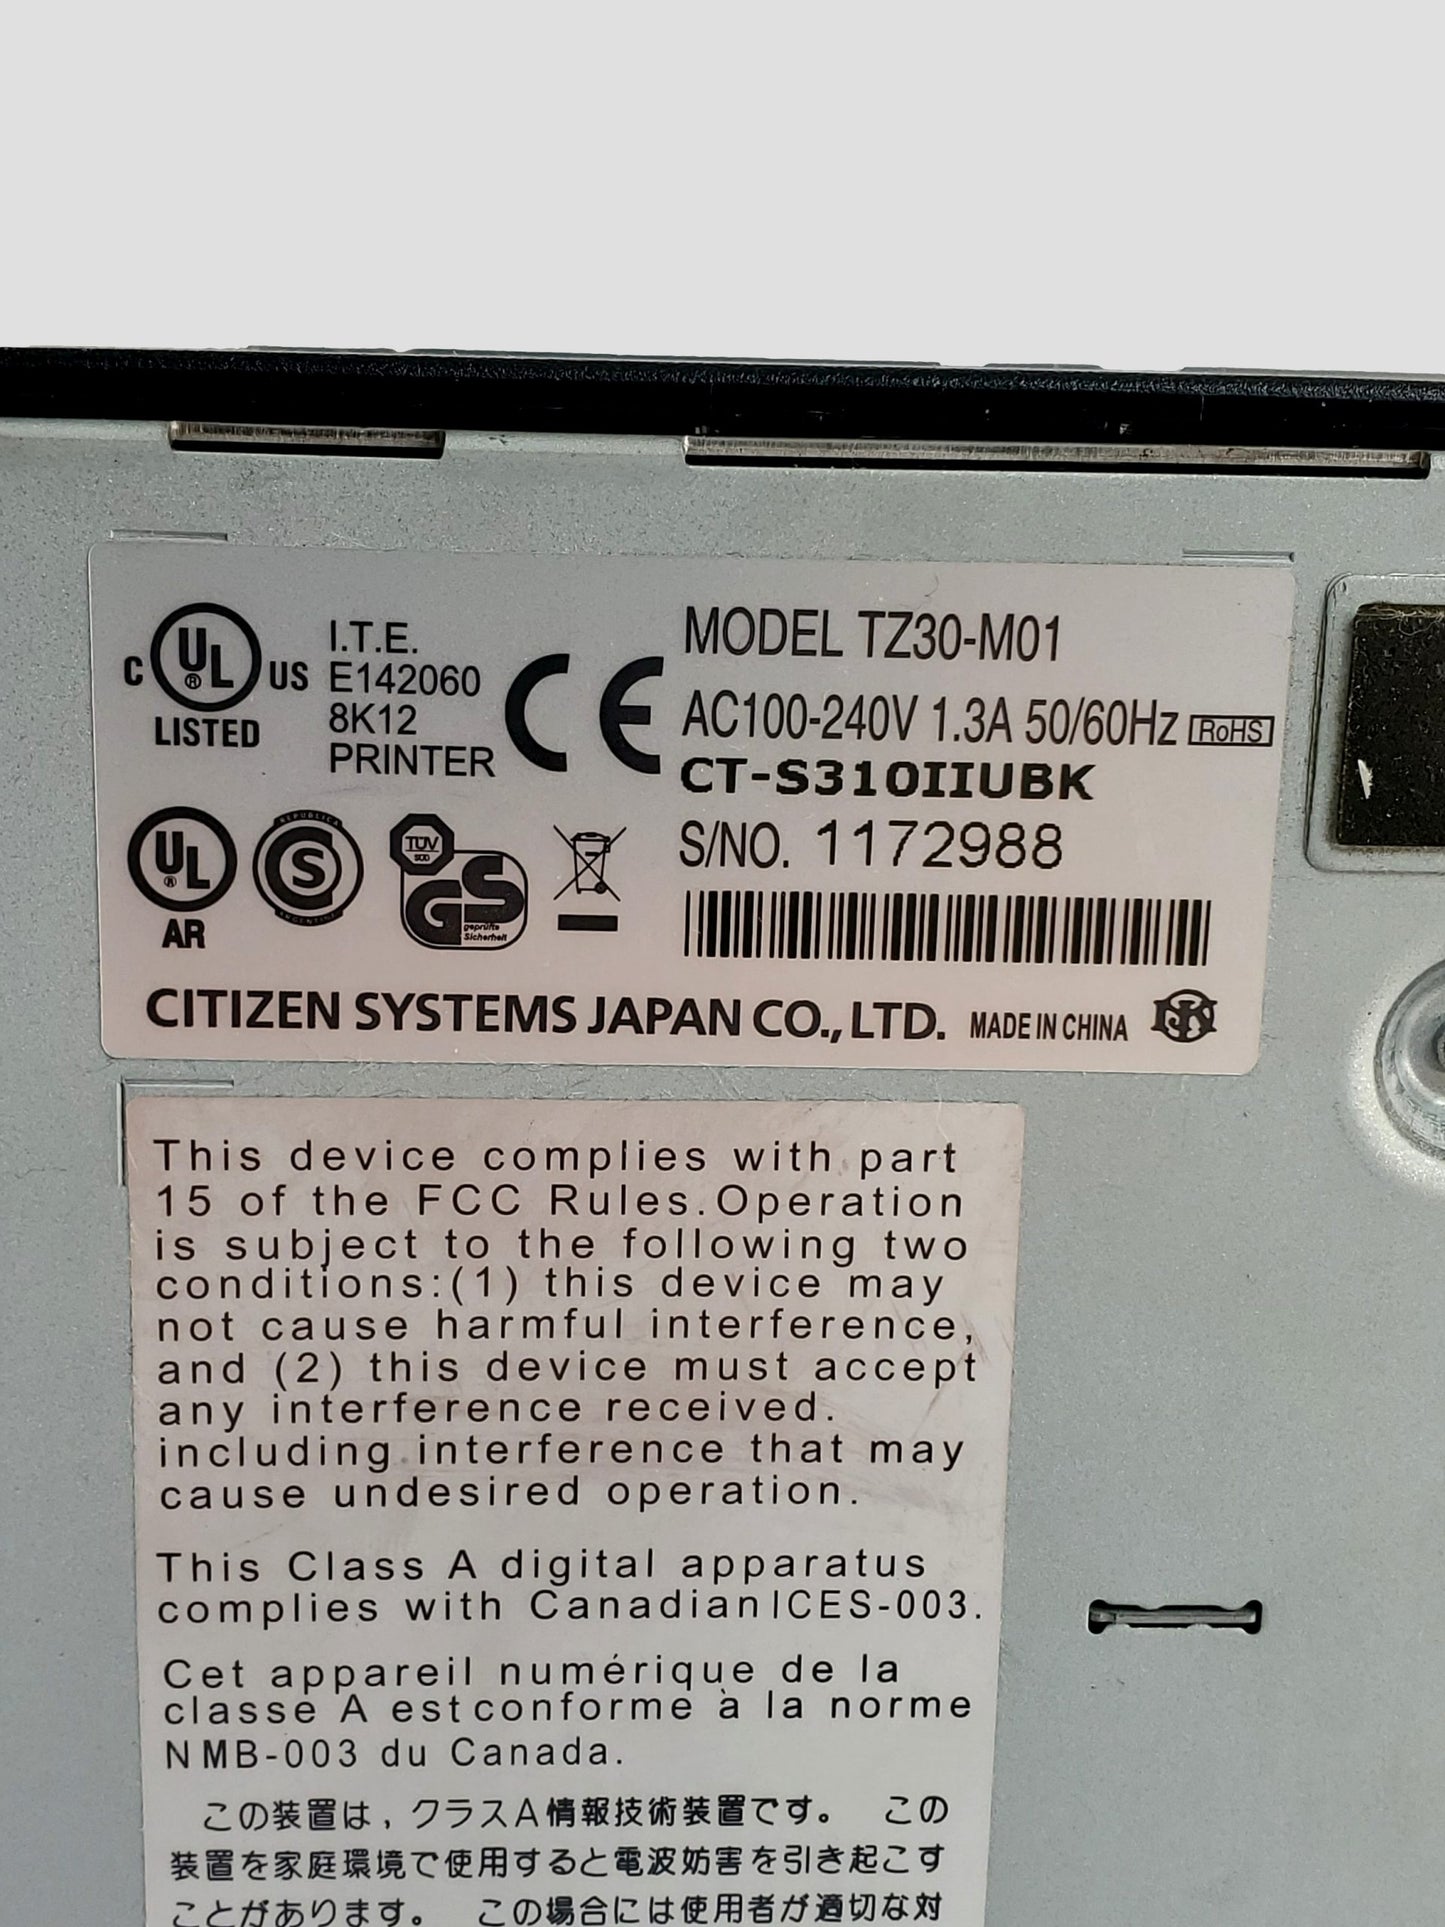 C UL ® US
LISTED
I.T.E.
E142060
8K12
PRINTER
CE
MODEL TZ30-M01
AC100-240V 1.3A 50/60Hz RoHS
CT-S310IIUBK
S/NO. 1172988
UL ®
AR
REPUBLICA
S
ARGENTINA
TÜV
GS
geprüfte
Sicherheit
CITIZEN SYSTEMS JAPAN CO., LTD. MADE IN CHINA
This device complies with part
15 of the FCC Rules.Operation
is subject to the following two
conditions:(1) this device may
not cause harmful interference,
and (2) this device must accept
any interference received.
including interference that may
cause undesired operation.
This Class A digital apparatus
complies with Canadian ICES-003.
Cet appareil numérique de la
classe A est conforme à la norme
NMB-003 du Canada.
この装置は,クラスA情報技術装置です。 この
装置を家庭環境で使用すると電波妨害を引き起こす
ことがあります。 この場合には使用者が適切な対